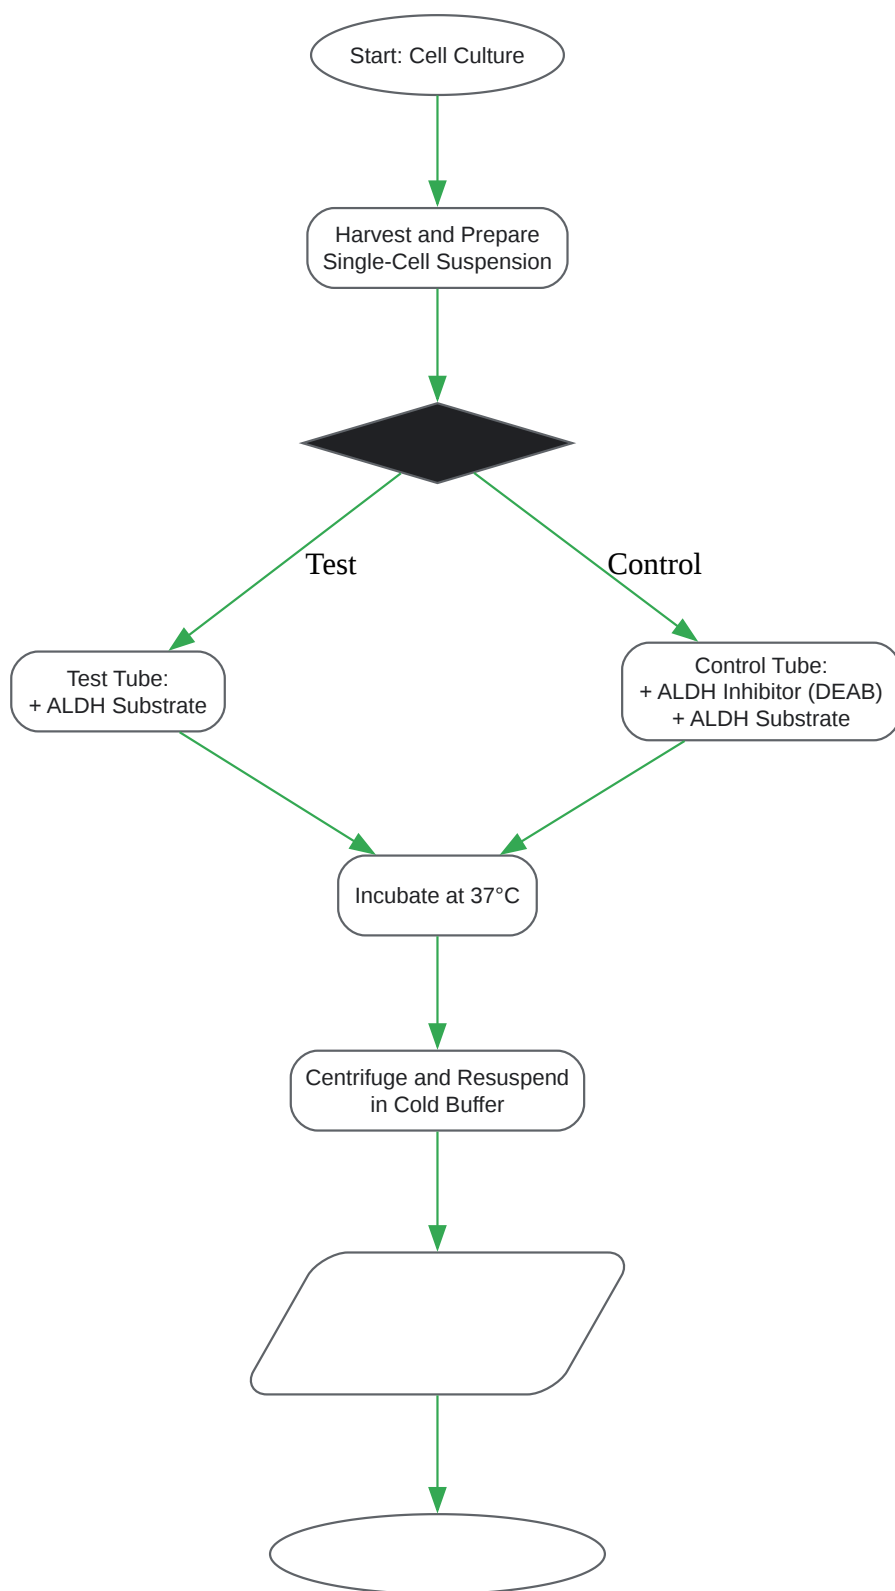 Start: Cell Culture
Harvest and Prepare
Single-Cell Suspension
Test
Control
Test Tube:
+ ALDH Substrate
Control Tube:
+ ALDH Inhibitor (DEAB)
+ ALDH Substrate
Incubate at 37°C
Centrifuge and Resuspend
in Cold Buffer